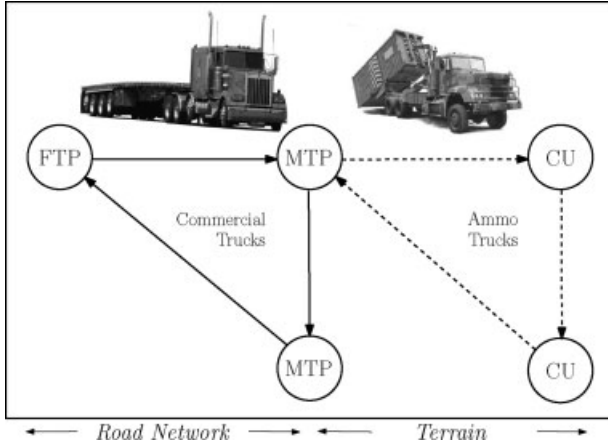 FTP
MTP
CU
Commercial
Trucks
Ammo
Trucks
MTP
CU
Road Network
Terrain